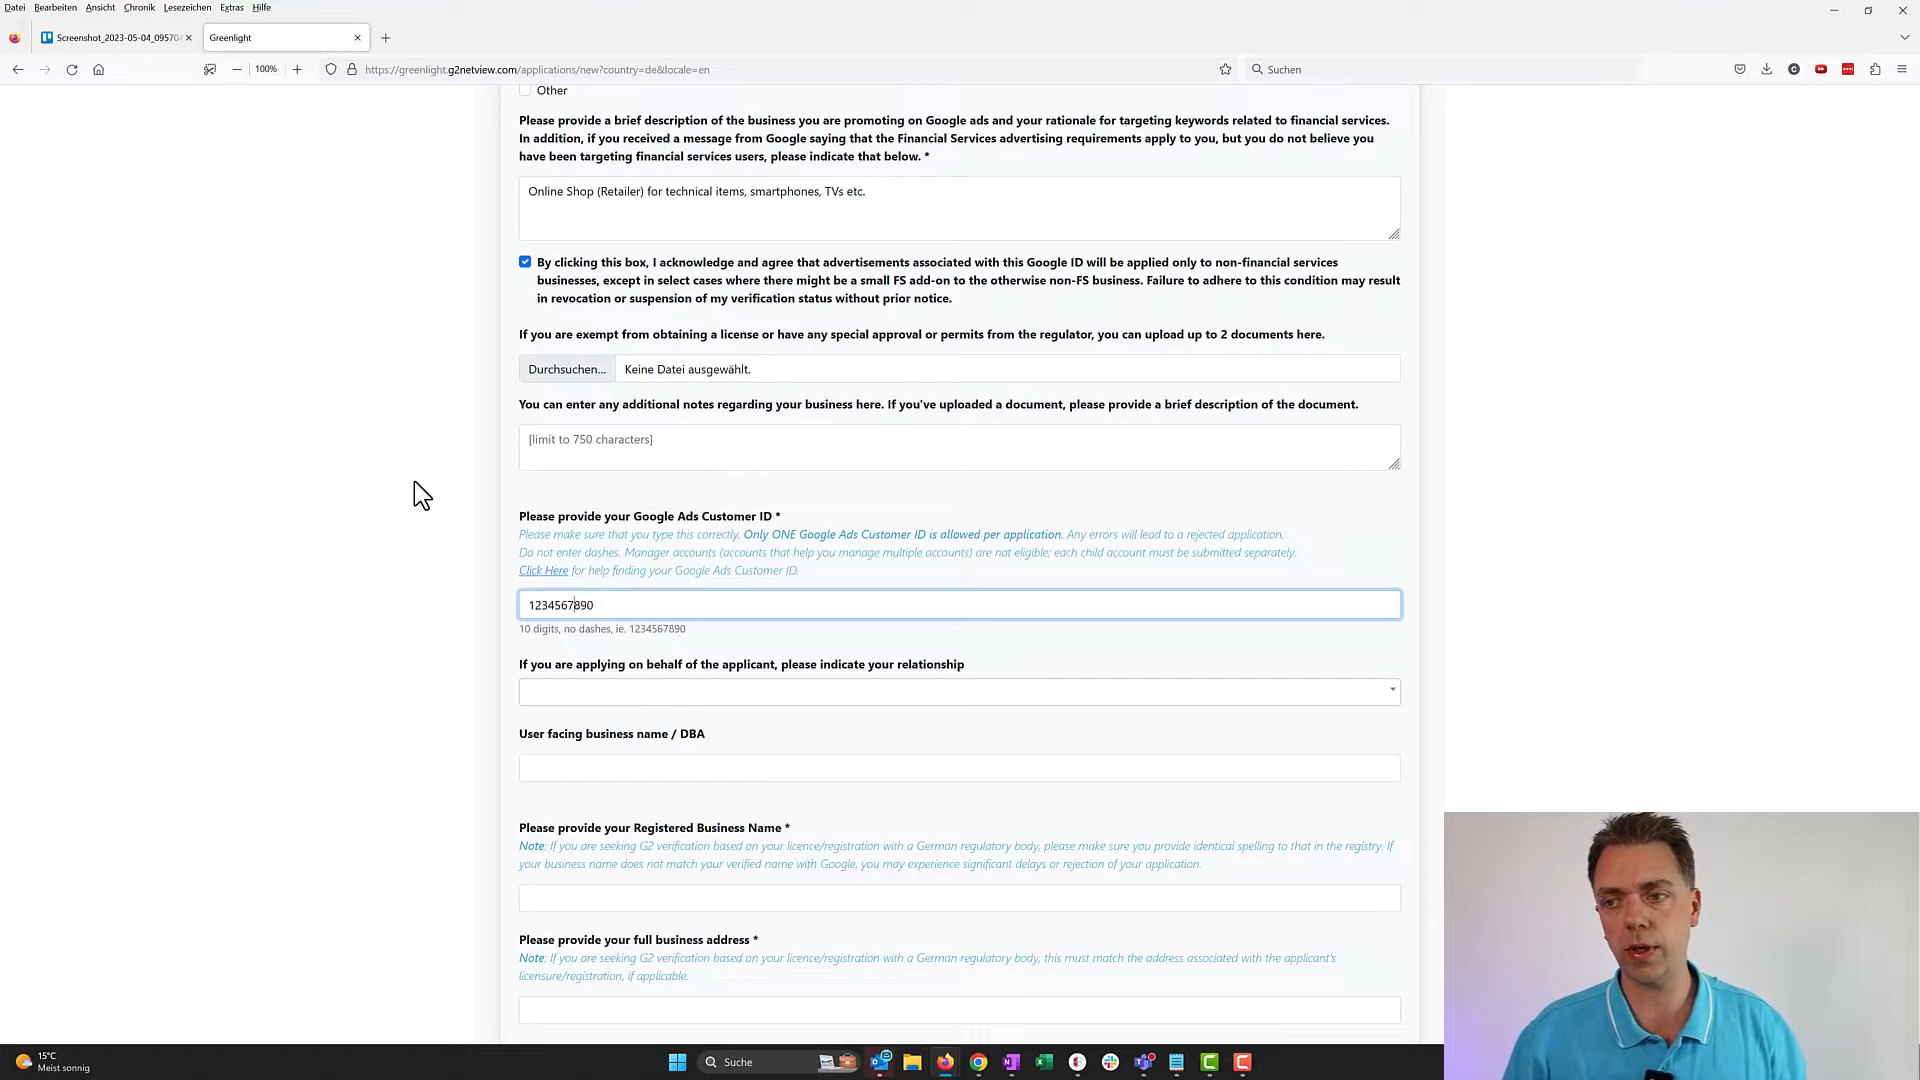 Datei Bearbeiten Ansicht Chronik Lesezeichen Extras Hilfe
Screenshot_2023-05-04_09570
Greenlight
100%
https://greenlight.g2netview.com/applications/new?country=de&locale=en
Suchen
Other
Please provide a brief description of the business you are promoting on Google ads and your rationale for targeting keywords related to financial services.
In addition, if you received a message from Google saying that the Financial Services advertising requirements apply to you, but you do not believe you
have been targeting financial services users, please indicate that below. *
Online Shop (Retailer) for technical items, smartphones, TVs etc.
By clicking this box, I acknowledge and agree that advertisements associated with this Google ID will be applied only to non-financial services
businesses, except in select cases where there might be a small FS add-on to the otherwise non-FS business. Failure to adhere to this condition may result
in revocation or suspension of my verification status without prior notice.
If you are exempt from obtaining a license or have any special approval or permits from the regulator, you can upload up to 2 documents here.
Durchsuchen... Keine Datei ausgewählt.
You can enter any additional notes regarding your business here. If you've uploaded a document, please provide a brief description of the document.
[limit to 750 characters]
Please provide your Google Ads Customer ID *
Please make sure that you type this correctly. Only ONE Google Ads Customer ID is allowed per application. Any errors will lead to a rejected application.
Do not enter dashes. Manager accounts (accounts that help you manage multiple accounts) are not eligible; each child account must be submitted separately.
Click Here for help finding your Google Ads Customer ID.
1234567890
10 digits, no dashes, ie. 1234567890
If you are applying on behalf of the applicant, please indicate your relationship
User facing business name / DBA
Please provide your Registered Business Name *
Note: If you are seeking G2 verification based on your licence/registration with a German regulatory body, please make sure you provide identical spelling to that in the registry. If
your business name does not match your verified name with Google, you may experience significant delays or rejection of your application.
Please provide your full business address *
Note: If you are seeking G2 verification based on your licence/registration with a German regulatory body, this must match the address associated with the applicant's
licensure/registration, if applicable.
15°C
Meist sonnig
Suche